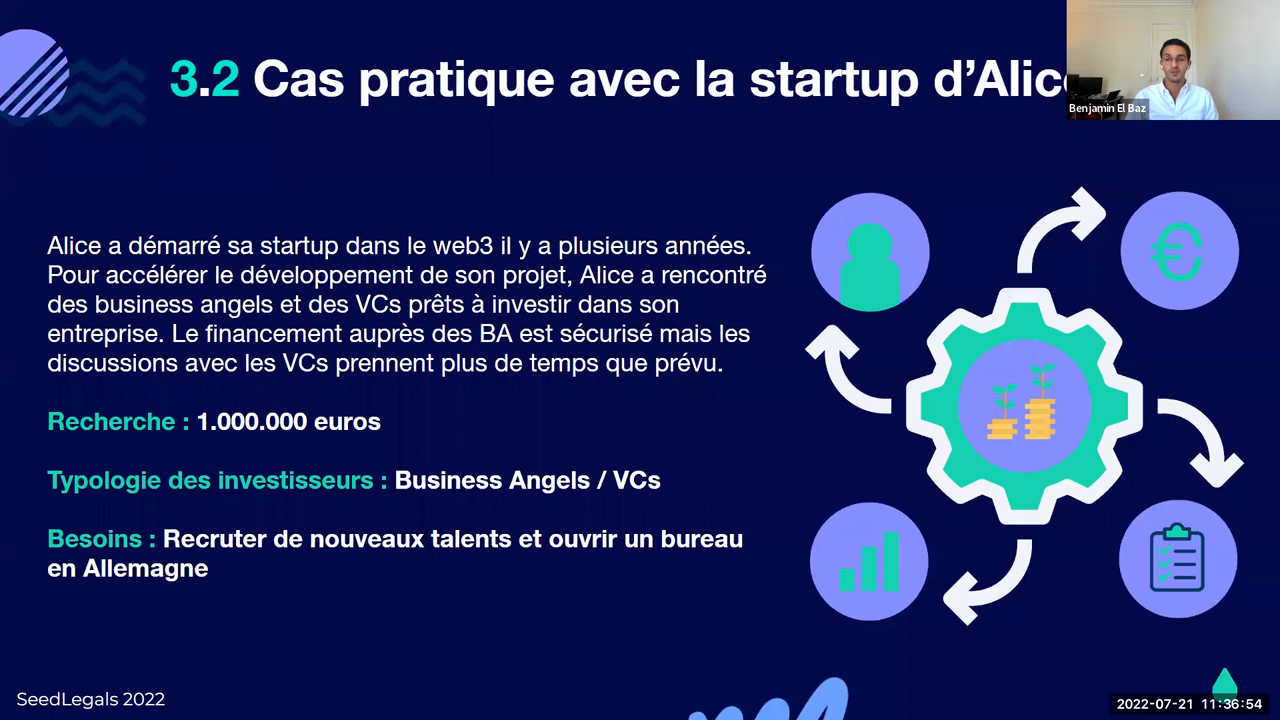 3.2 Cas pratique avec la startup d’Alice
Benjamin El Baz
Alice a démarré sa startup dans le web3 il y a plusieurs années.
Pour accélérer le développement de son projet, Alice a rencontré
des business angels et des VCs prêts à investir dans son
entreprise. Le financement auprès des BA est sécurisé mais les
discussions avec les VCs prennent plus de temps que prévu.
Recherche : 1.000.000 euros
Typologie des investisseurs : Business Angels / VCs
Besoins : Recruter de nouveaux talents et ouvrir un bureau
en Allemagne
€
SeedLegals 2022
2022-07-21 11:36:54